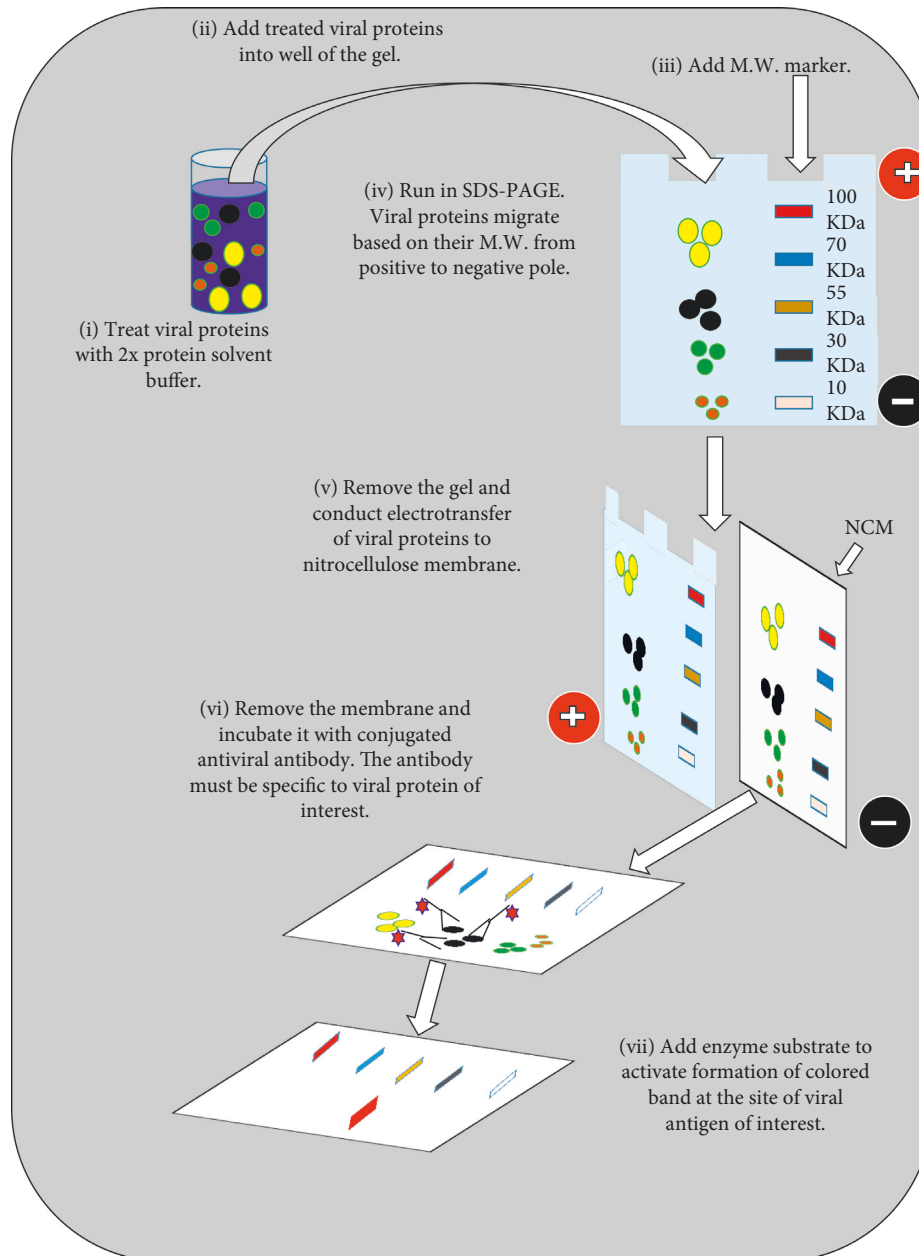 (ii) Add treated viral proteins
into well of the gel.
(iii) Add M.W. marker.
+
(iv) Run in SDS-PAGE.
Viral proteins migrate
based on their M.W. from
positive to negative pole.
100
KDa
70
KDa
55
KDa
30
KDa
10
KDa
−
(i) Treat viral proteins
with 2x protein solvent
buffer.
(v) Remove the gel and
conduct electrotransfer
of viral proteins to
nitrocellulose membrane.
NCM
(vi) Remove the membrane and
incubate it with conjugated
antiviral antibody. The antibody
must be specific to viral protein of
interest.
+
−
(vii) Add enzyme substrate to
activate formation of colored
band at the site of viral
antigen of interest.